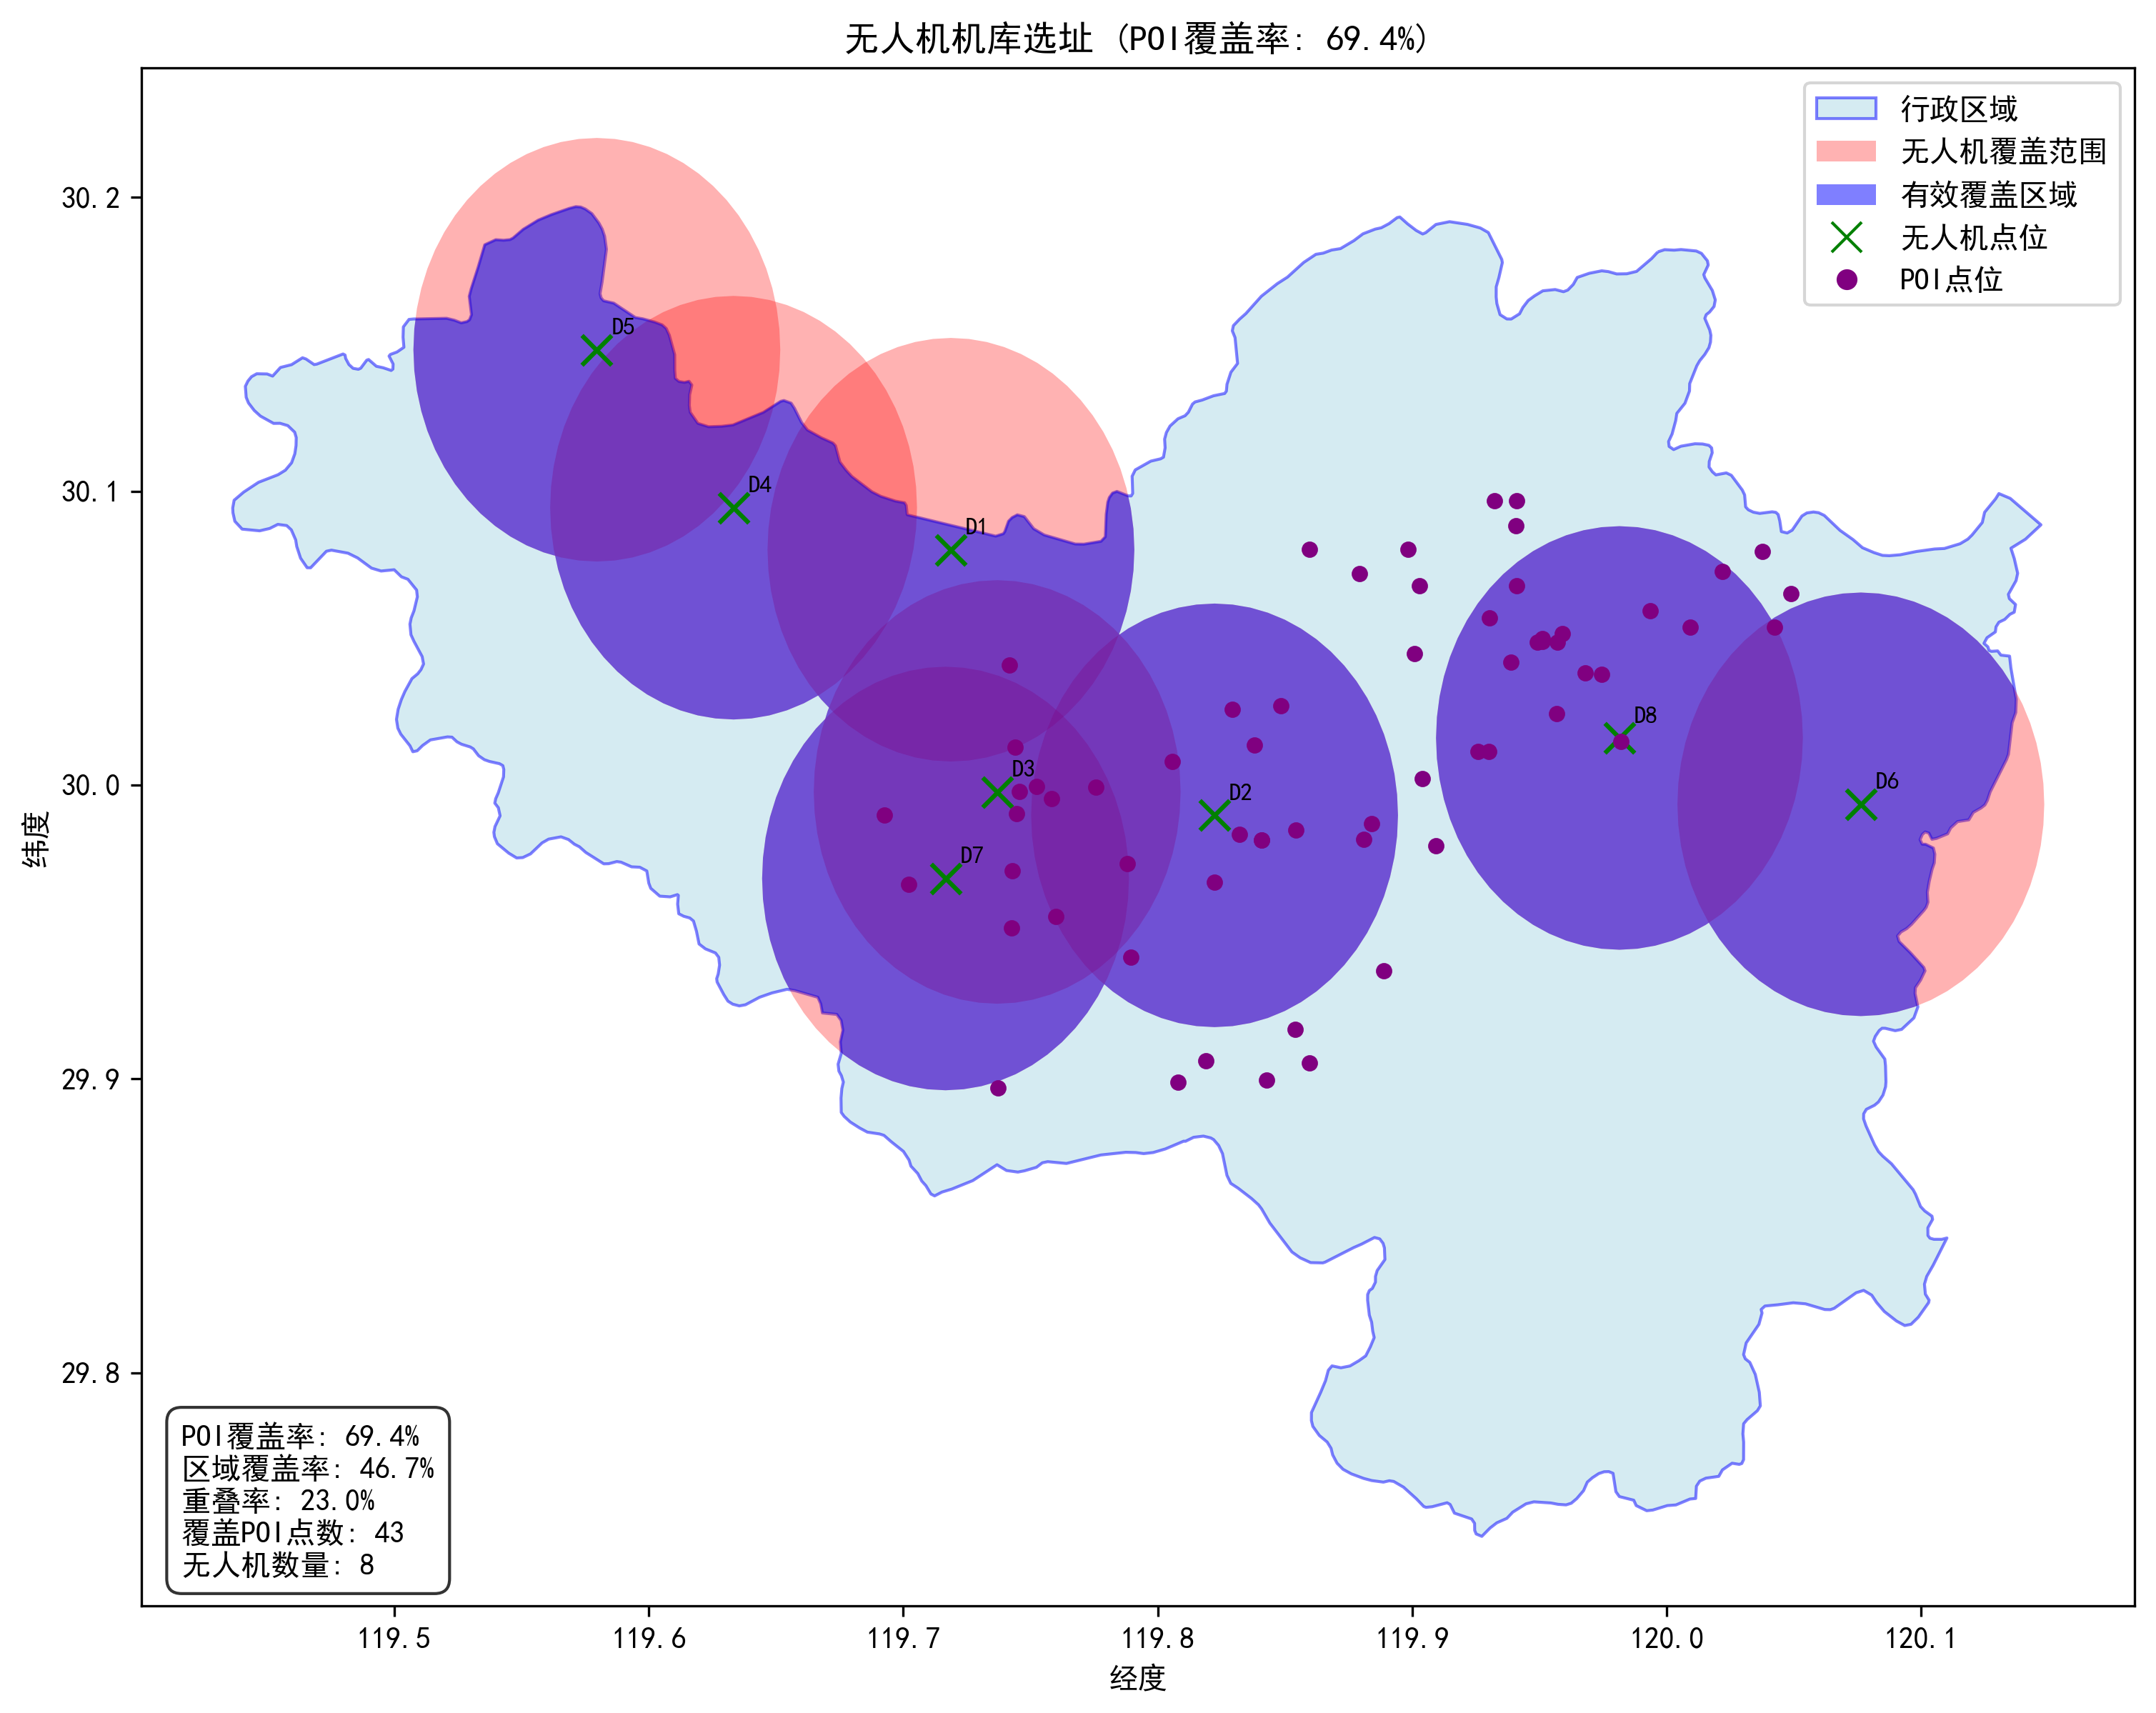 无人机机库选址 (POI覆盖率: 69.4%)
行政区域
无人机覆盖范围
有效覆盖区域
无人机点位
POI点位
30.2
30.1
30.0
29.9
29.8
纬度
D5
D4
D1
D3
D2
D7
D8
D6
POI覆盖率: 69.4%
区域覆盖率: 46.7%
重叠率: 23.0%
覆盖POI点数: 43
无人机数量: 8
119.5 119.6 119.7 119.8 119.9 120.0 120.1
经度